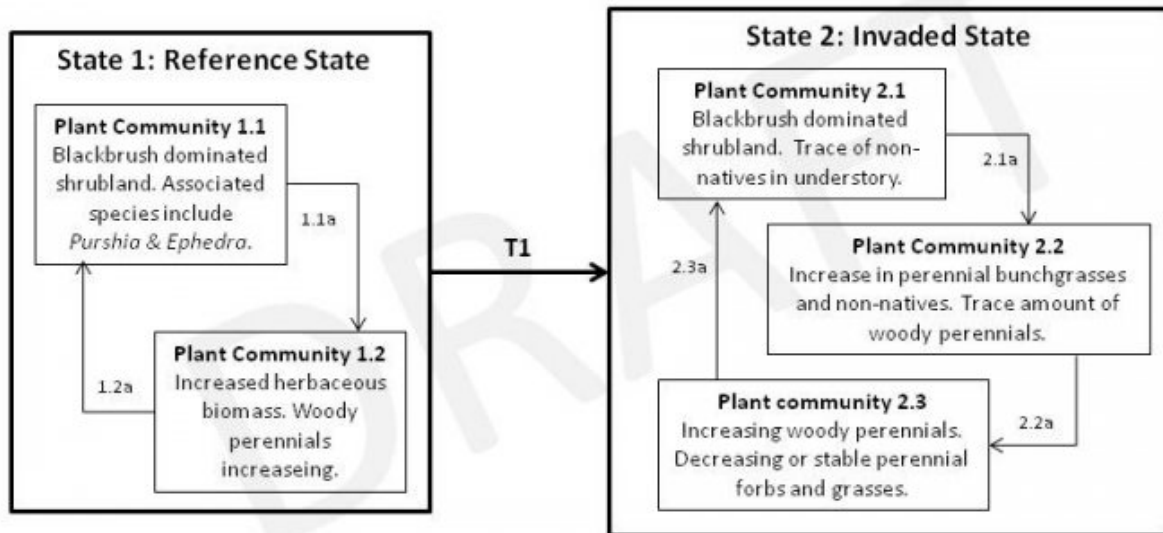 State 1: Reference State
Plant Community 1.1
Blackbrush dominated
shrubland. Associated
species include
Purshia & Ephedra.
1.1a
1.2a
Plant Community 1.2
Increased herbaceous
biomass. Woody
perennials
increaseing.
T1
State 2: Invaded State
Plant Community 2.1
Blackbrush dominated
shrubland. Trace of non-
natives in understory.
2.1a
2.3a
Plant Community 2.2
Increase in perennial bunchgrasses
and non-natives. Trace amount of
woody perennials.
Plant community 2.3
Increasing woody perennials.
Decreasing or stable perennial
forbs and grasses.
2.2a
DRAFT